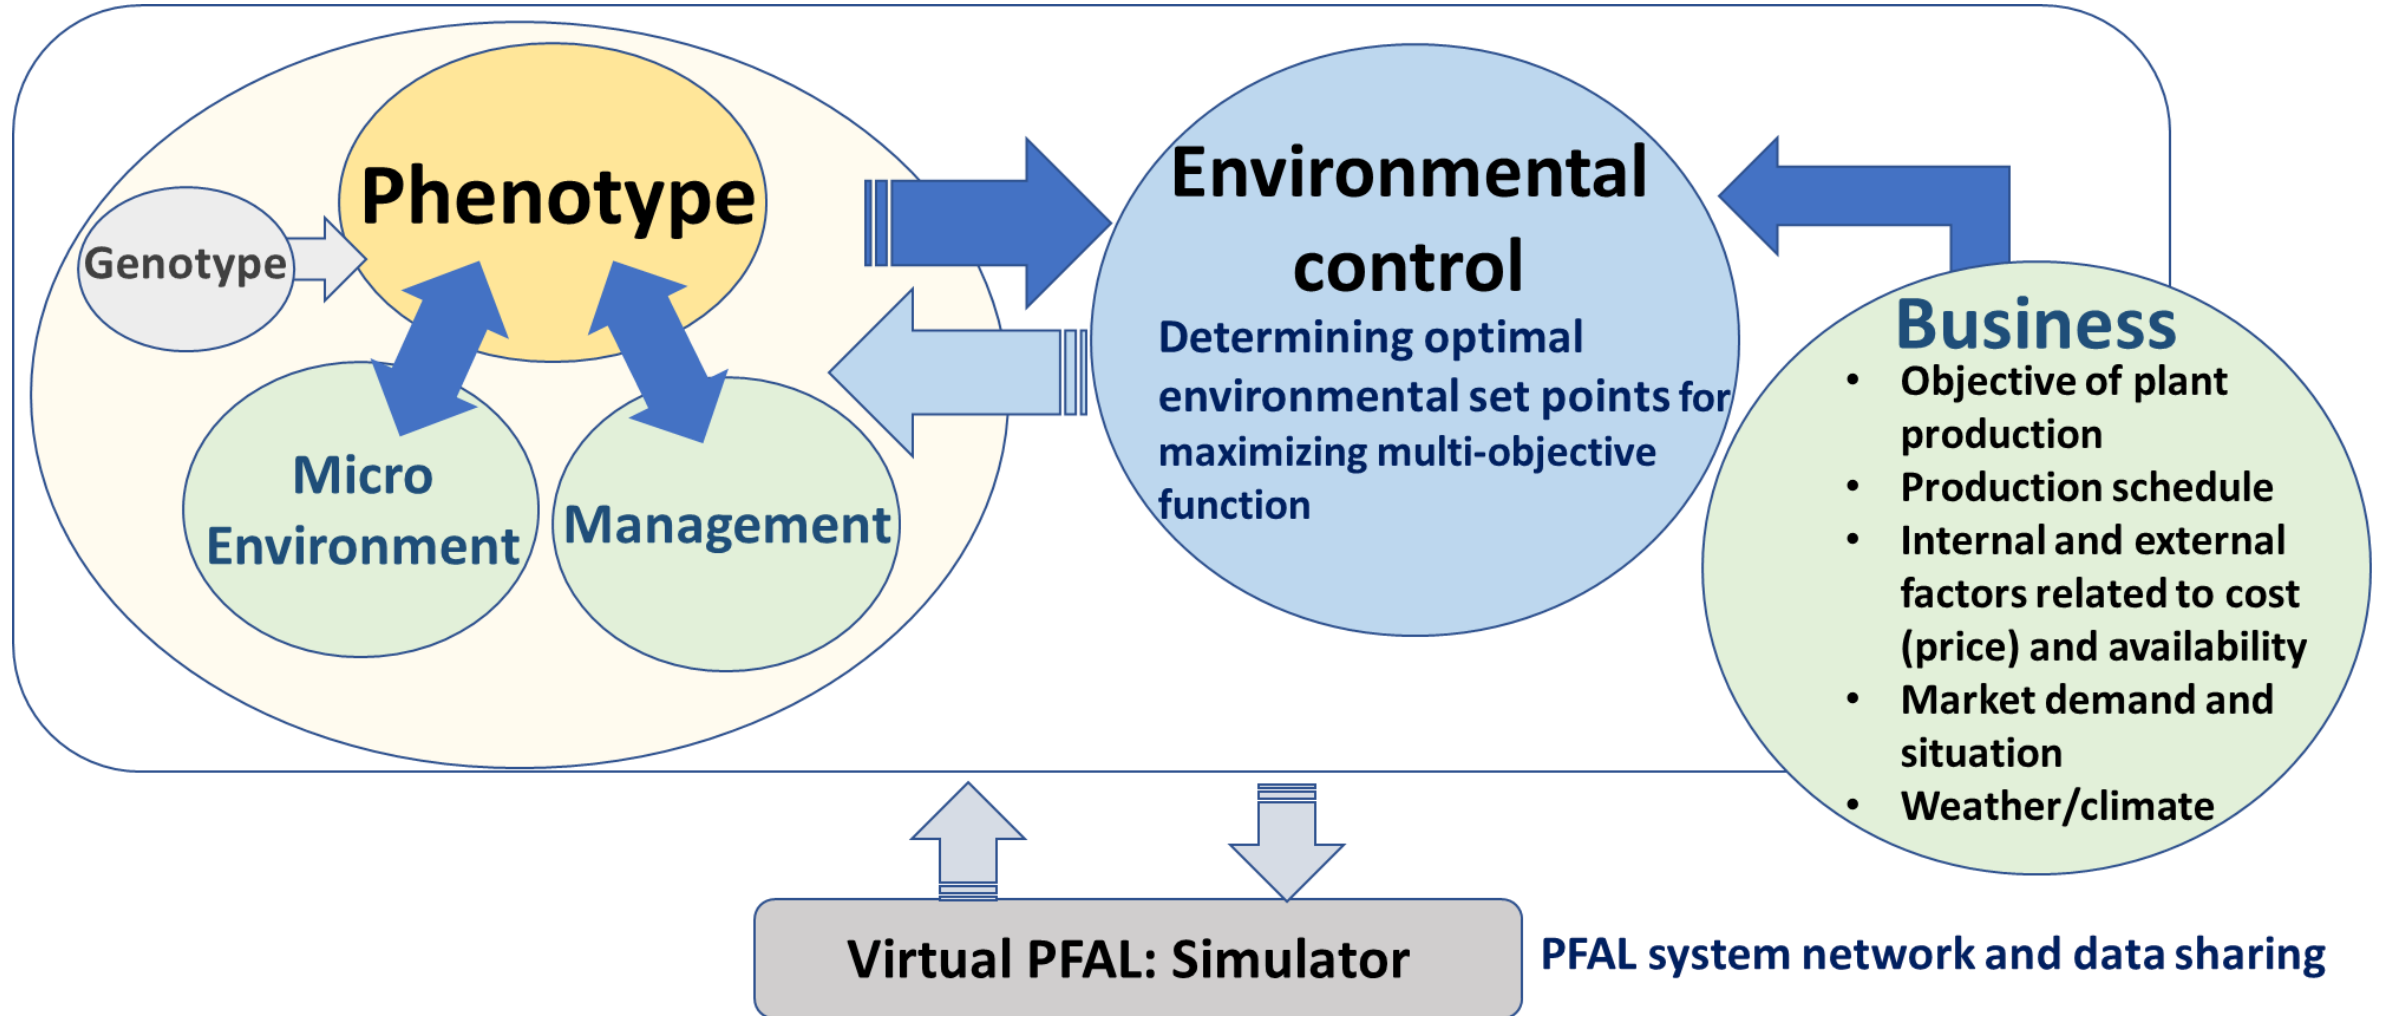 Phenotype
Genotype
Micro
Environment
Management
Environmental
control
Determining optimal
environmental set points for
maximizing multi-objective
function
Business
• Objective of plant
production
• Production schedule
• Internal and external
factors related to cost
(price) and availability
• Market demand and
situation
• Weather/climate
Virtual PFAL: Simulator
PFAL system network and data sharing